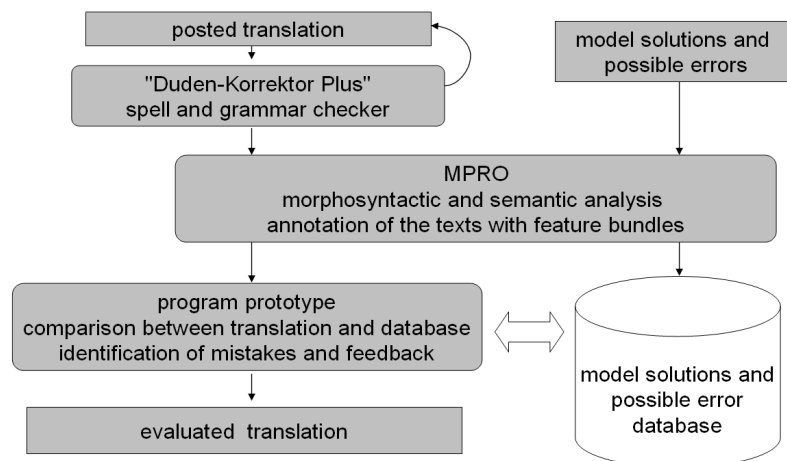 posted translation
"Duden-Korrektor Plus"
spell and grammar checker
model solutions and
possible errors
MPRO
morphosyntactic and semantic analysis
annotation of the texts with feature bundles
program prototype
comparison between translation and database
identification of mistakes and feedback
model solutions and
possible error
database
evaluated translation